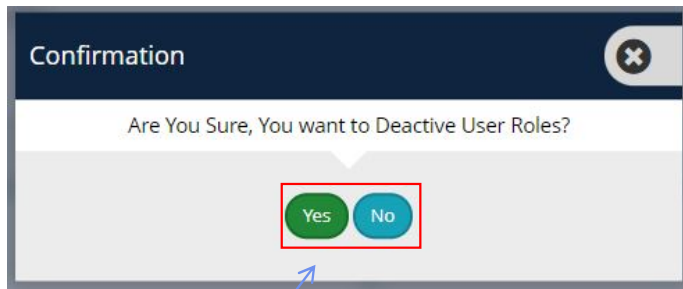 Confirmation
Are You Sure, You want to Deactive User Roles?
Yes No